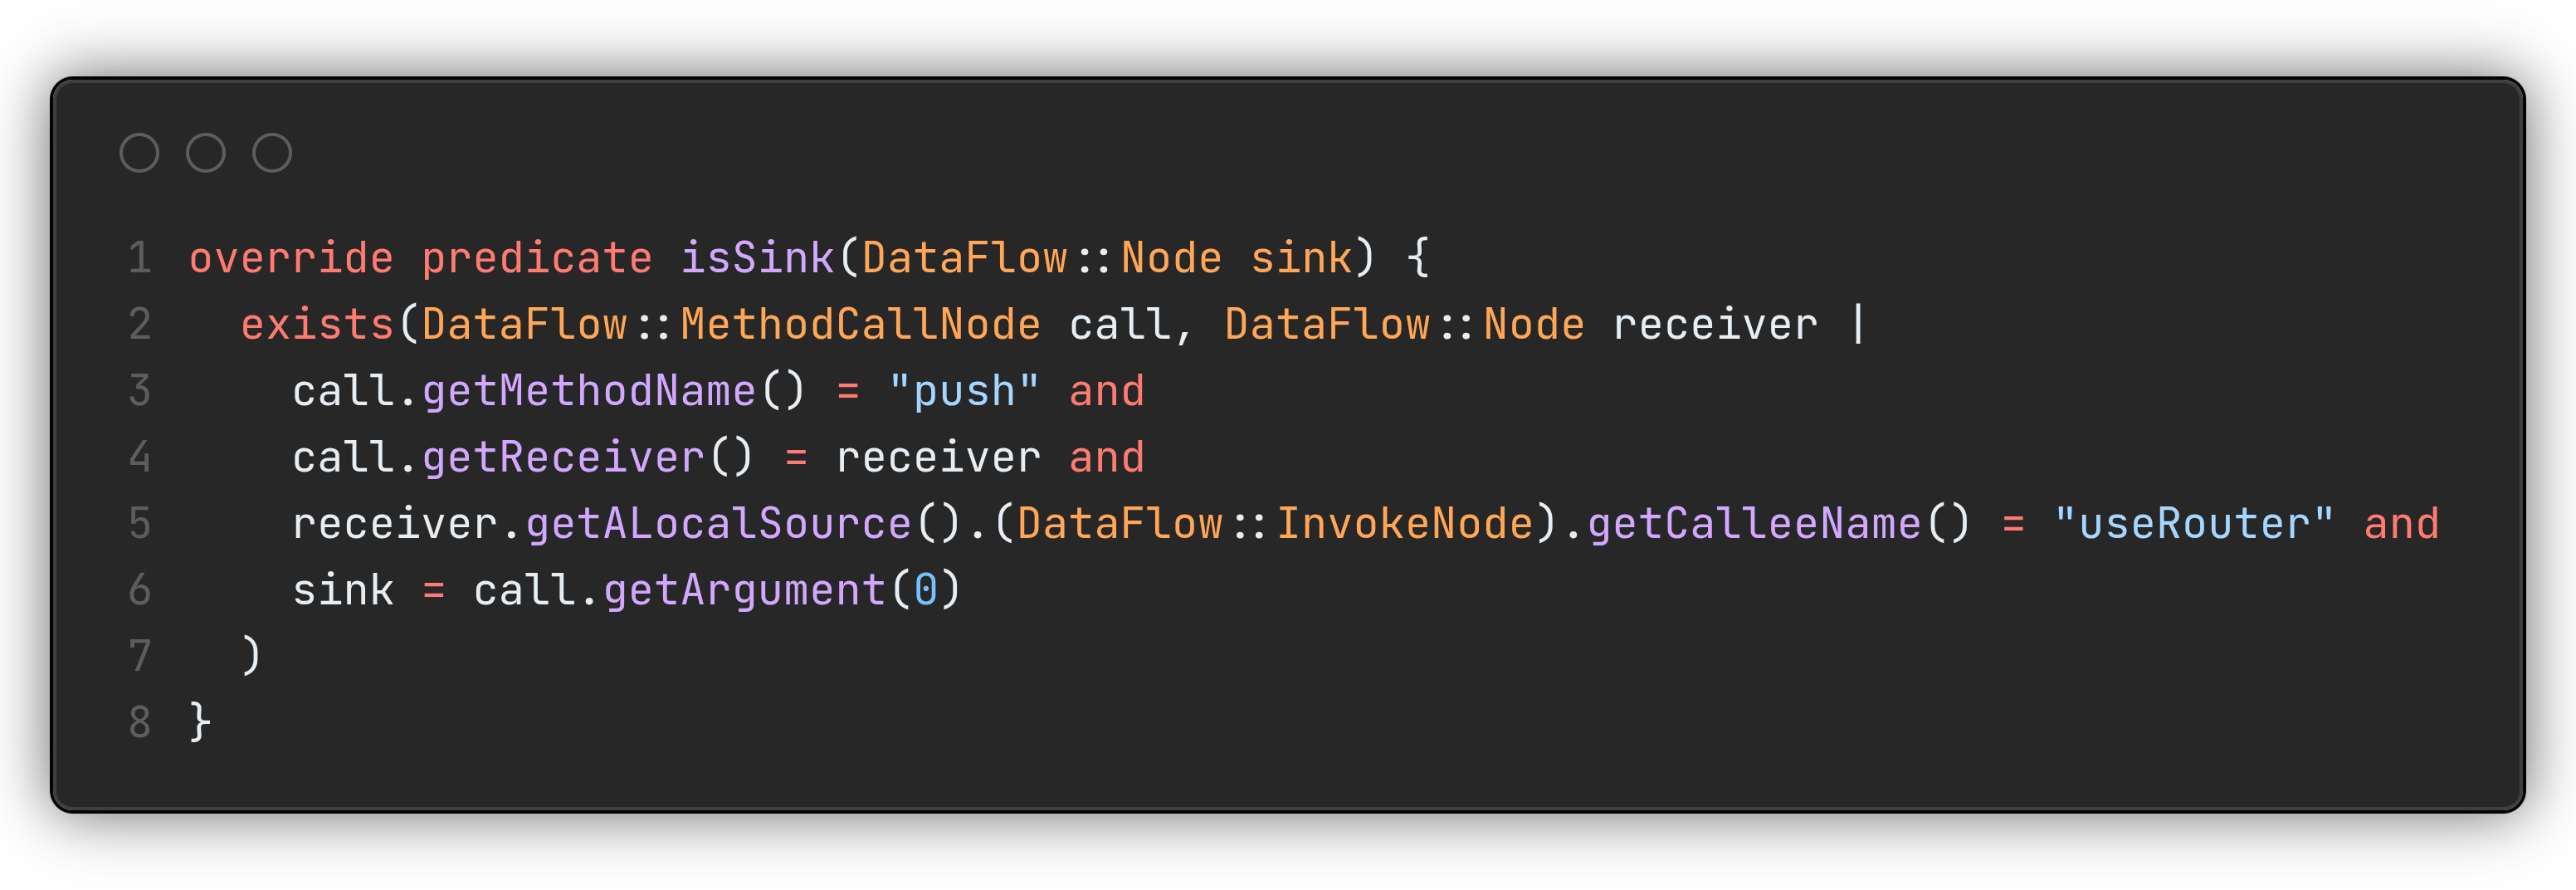 1 override predicate isSink(DataFlow::Node sink) {
2   exists(DataFlow::MethodCallNode call, DataFlow::Node receiver |
3     call.getMethodName() = "push" and
4     call.getReceiver() = receiver and
5     receiver.getALocalSource().(DataFlow::InvokeNode).getCalleeName() = "useRouter" and
6     sink = call.getArgument(0)
7   )
8 }